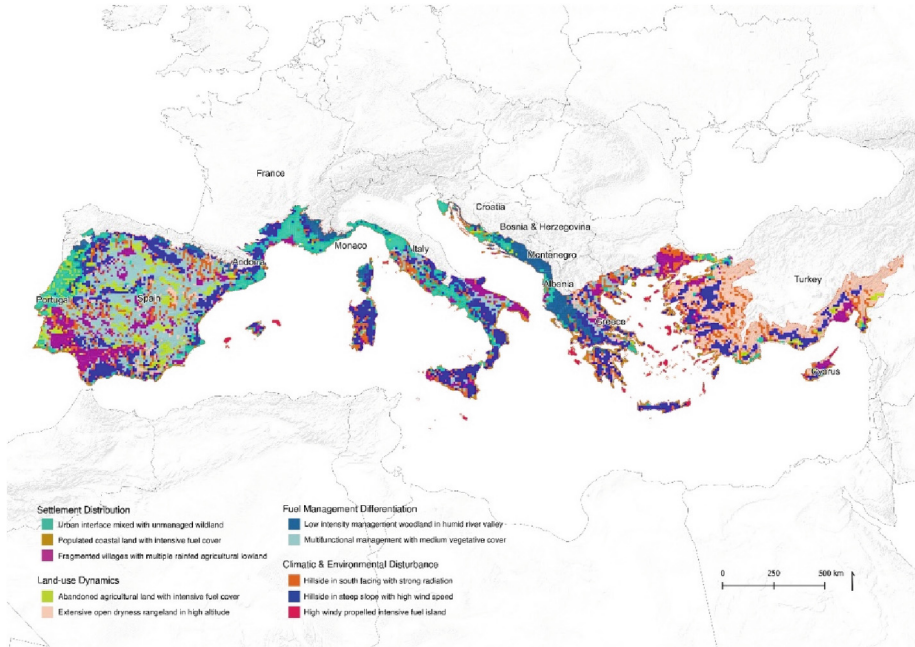 France
Croatia
Bosnia & Herzegovina
Monaco
Italy
Montenegro
Andorra
Albania
Turkey
Portugal
Spain
Greece
Cyprus
Settlement Distribution
Urban interface mixed with unmanaged wildland
Populated coastal land with intensive fuel cover
Fragmented villages with multiple rainfed agricultural lowland
Land-use Dynamics
Abandoned agricultural land with intensive fuel cover
Extensive open dryness rangeland in high altitude
Fuel Management Differentiation
Low intensity management woodland in humid river valley
Multifunctional management with medium vegetative cover
Climatic & Environmental Disturbance
Hillside in south facing with strong radiation
Hillside in steep slope with high wind speed
High windy propelled intensive fuel island
0 250 500 km